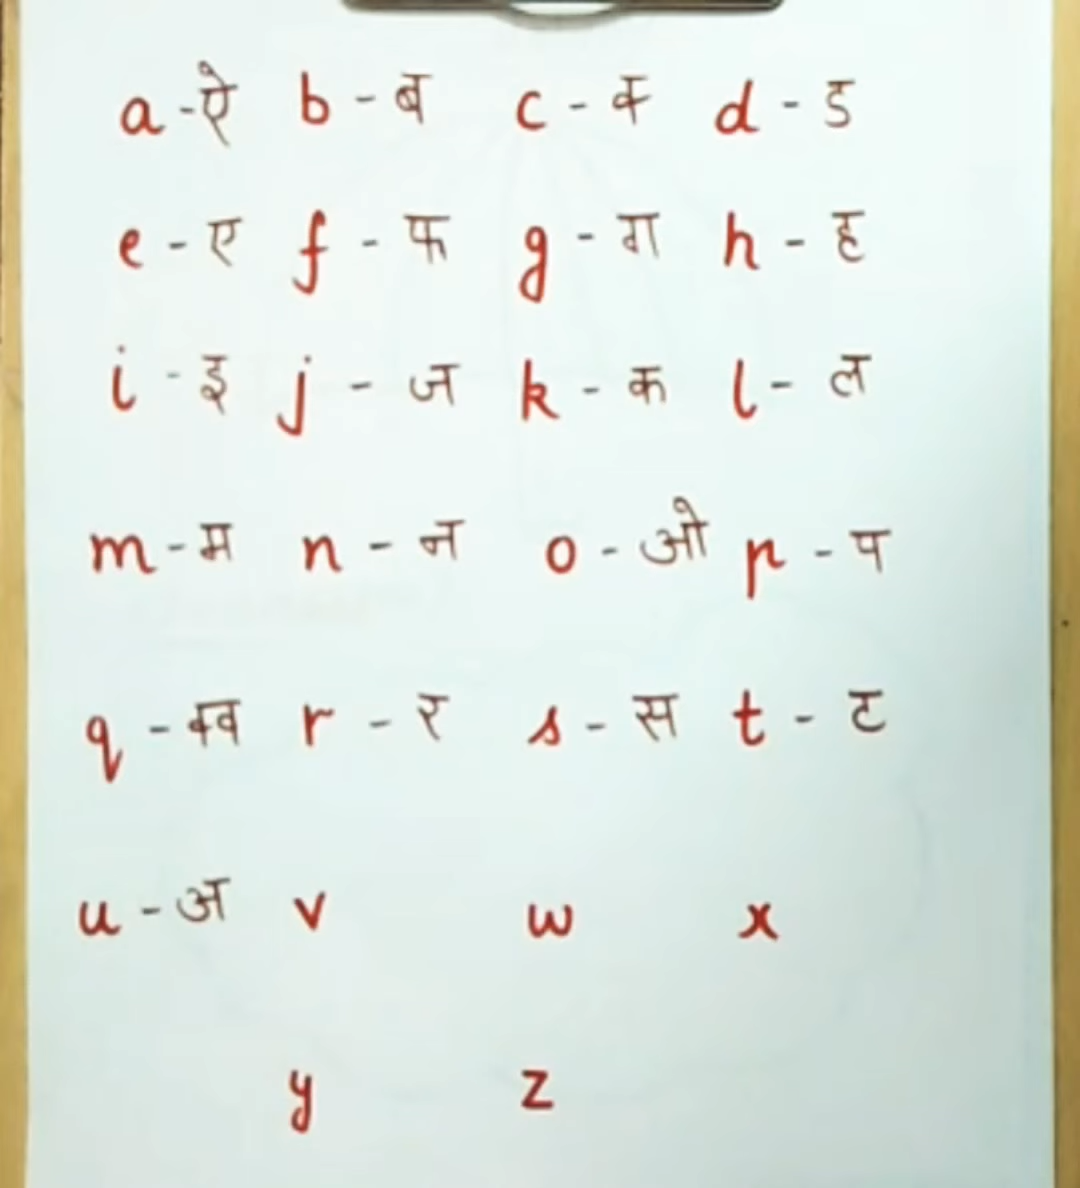 a - ऐ b - ब c - क d - ड
e - ए f - फ g - ग h - ह
i - इ j - ज k - क l - ल
m - म n - न o - ओ p - प
q - क्व r - र s - स t - ट
u - अ v w x
y z